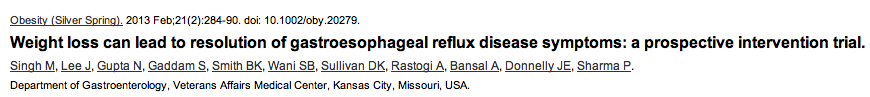 Obesity (Silver Spring). 2013 Feb;21(2):284-90. doi: 10.1002/oby.20279.
Weight loss can lead to resolution of gastroesophageal reflux disease symptoms: a prospective intervention trial.
Singh M, Lee J, Gupta N, Gaddam S, Smith BK, Wani SB, Sullivan DK, Rastogi A, Bansal A, Donnelly JE, Sharma P.
Department of Gastroenterology, Veterans Affairs Medical Center, Kansas City, Missouri, USA.